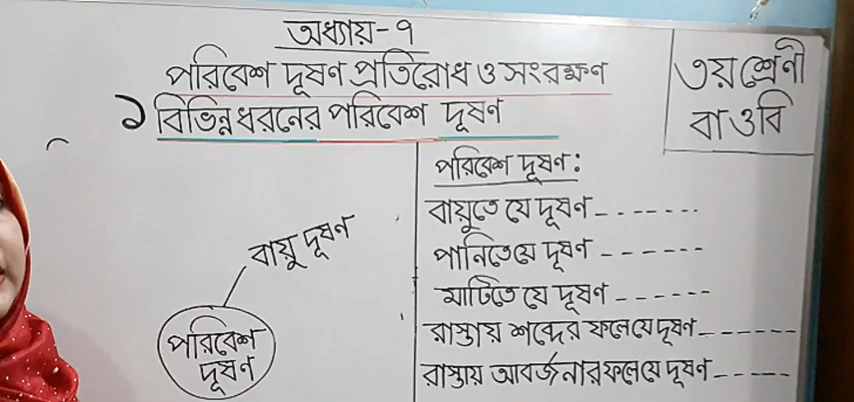 অধ্যায়-৭
পরিবেশ দূষণ প্রতিরোধ ও সংরক্ষণ
৩য় শ্রেণী
বাওবি
১ বিভিন্ন ধরনের পরিবেশ দূষণ
পরিবেশ দূষণ:
বায়ুতে যে দূষণ -------
পানিতে যে দূষণ -------
মাটিতে যে দূষণ ------
রাস্তায় শব্দের ফলে যে দূষণ -------
রাস্তায় আবর্জনার ফলে যে দূষণ -----
বায়ু দূষণ
পরিবেশ
দূষণ